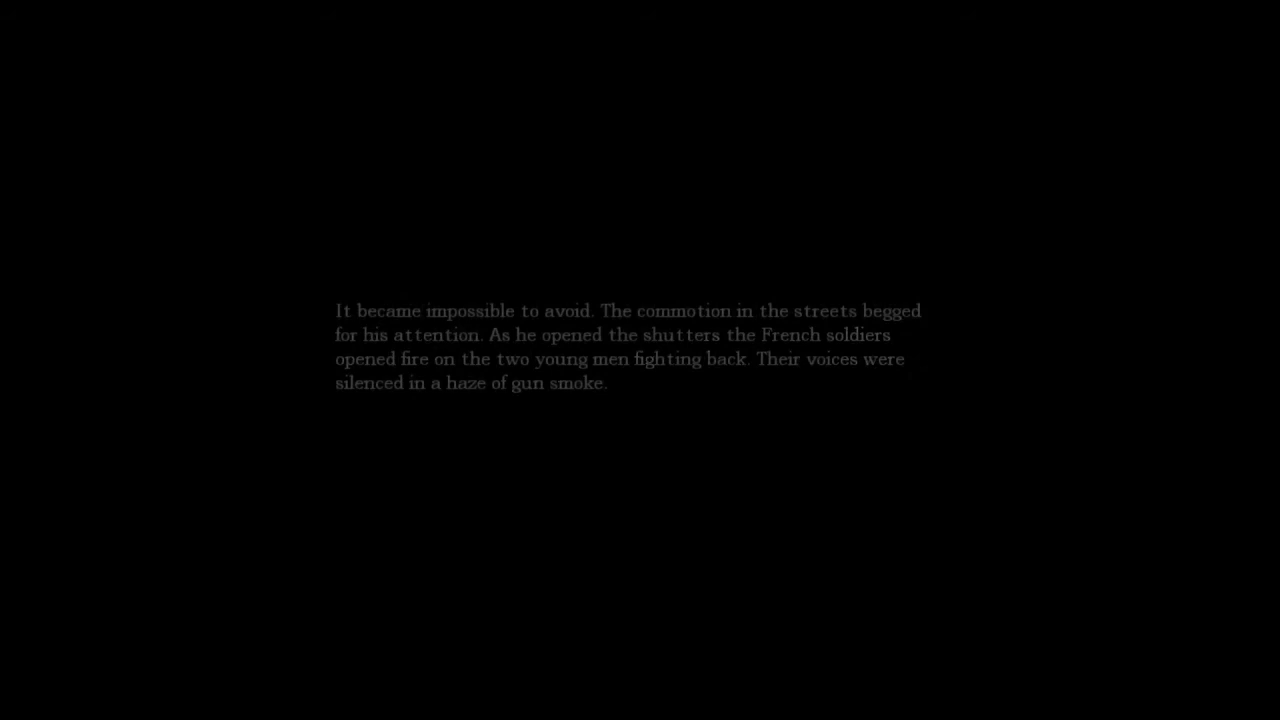 It became impossible to avoid. The commotion in the streets begged
for his attention. As he opened the shutters the French soldiers
opened fire on the two young men fighting back. Their voices were
silenced in a haze of gun smoke.